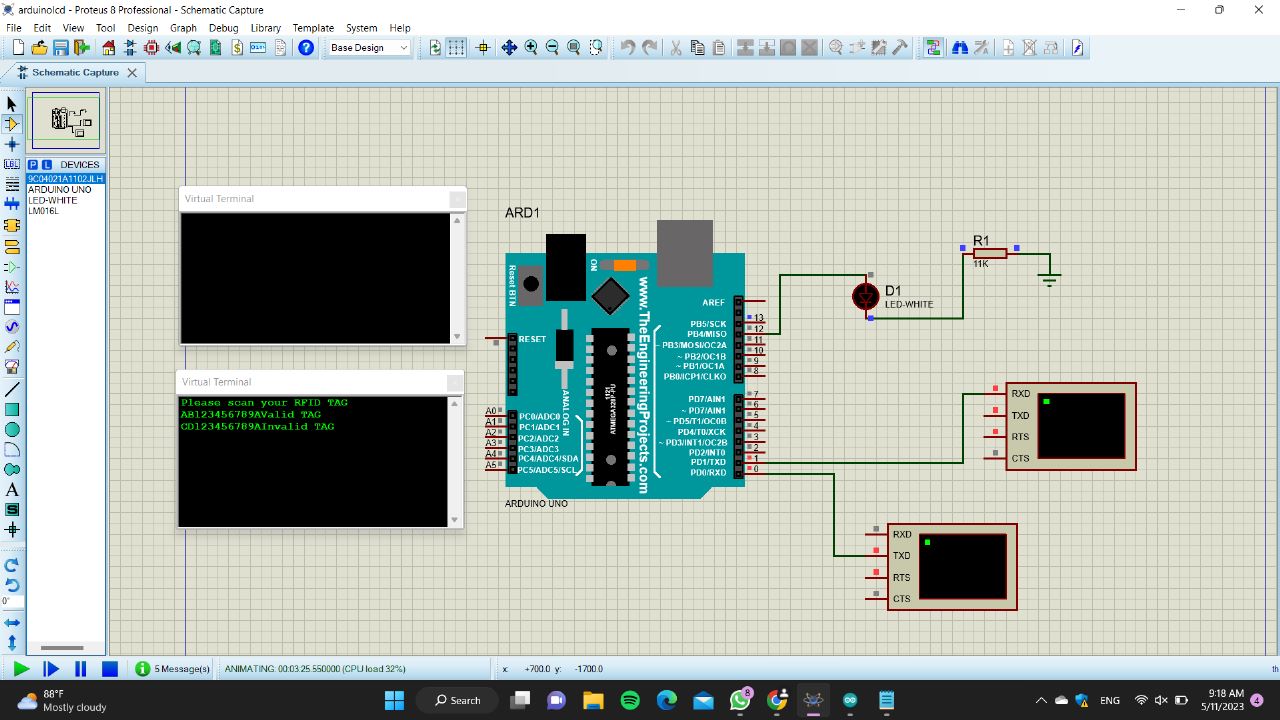 arduinolcd - Proteus 8 Professional - Schematic Capture
File Edit View Tool Design Graph Debug Library Template System Help
Base Design
Schematic Capture
P L DEVICES
9C04021A1102JLH
ARDUINO UNO
LED-WHITE
LM016L
Virtual Terminal
Virtual Terminal
Please scan your RFID TAG
AB123456789AValid TAG
CD123456789AInvalid TAG
ARD1
Reset BTN
ON
www.TheEngineeringProjects.com
RESET
ANALOG IN
AREF
PB5/SCK 13
PB4/MISO 12
~ PB3/MOSI/OC2A 11
~ PB2/OC1B 10
~ PB1/OC1A 9
PB0/ICP1/CLKO 8
PD7/AIN1 7
~ PD7/AIN1 6
~ PD5/T1/OC0B 5
PD4/T0/XCK 4
~ PD3/INT1/OC2B 3
PD2/INT0 2
PD1/TXD 1
PD0/RXD 0
A0 PC0/ADC0
A1 PC1/ADC1
A2 PC2/ADC2
A3 PC3/ADC3
A4 PC4/ADC4/SDA
A5 PC5/ADC5/SCL
ARDUINO UNO
R1
11K
D1
LED-WHITE
RXD
TXD
RTS
CTS
RXD
TXD
RTS
CTS
0°
5 Message(s)
ANIMATING: 00:03:25.550000 (CPU load 32%)
x: +700.0 y: -1700.0
th
88°F
Mostly cloudy
Search
8
ENG
9:18 AM
5/11/2023
4